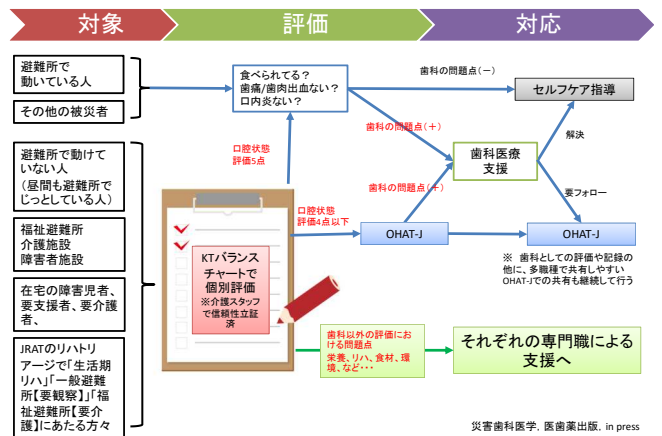 対象
評価
対応
避難所で
動いている人
その他の被災者
避難所で動けて
いない人
（昼間も避難所で
じっとしている人）
福祉避難所
介護施設
障害者施設
在宅の障害児者、
要支援者、要介護
者、
JRATのリハトリ
アージで「生活期
リハ」「一般避難
所【要観察】」「福
祉避難所【要介
護】にあたる方々
食べられてる？
歯痛/歯肉出血ない？
口内炎ない？
口腔状態
評価5点
KTバランス
チャートで
個別評価
※介護スタッフ
で信頼性立証
済
口腔状態
評価4点以下
歯科の問題点（－）
歯科の問題点（＋）
歯科の問題点（＋）
OHAT-J
歯科医療
支援
セルフケア指導
解決
要フォロー
OHAT-J
※ 歯科としての評価や記録の
他に、多職種で共有しやすい
OHAT-Jでの共有も継続して行う
歯科以外の評価にお
ける問題点
栄養、リハ、食材、環
境、など・・・
それぞれの専門職による
支援へ
災害歯科医学，医歯薬出版，in press